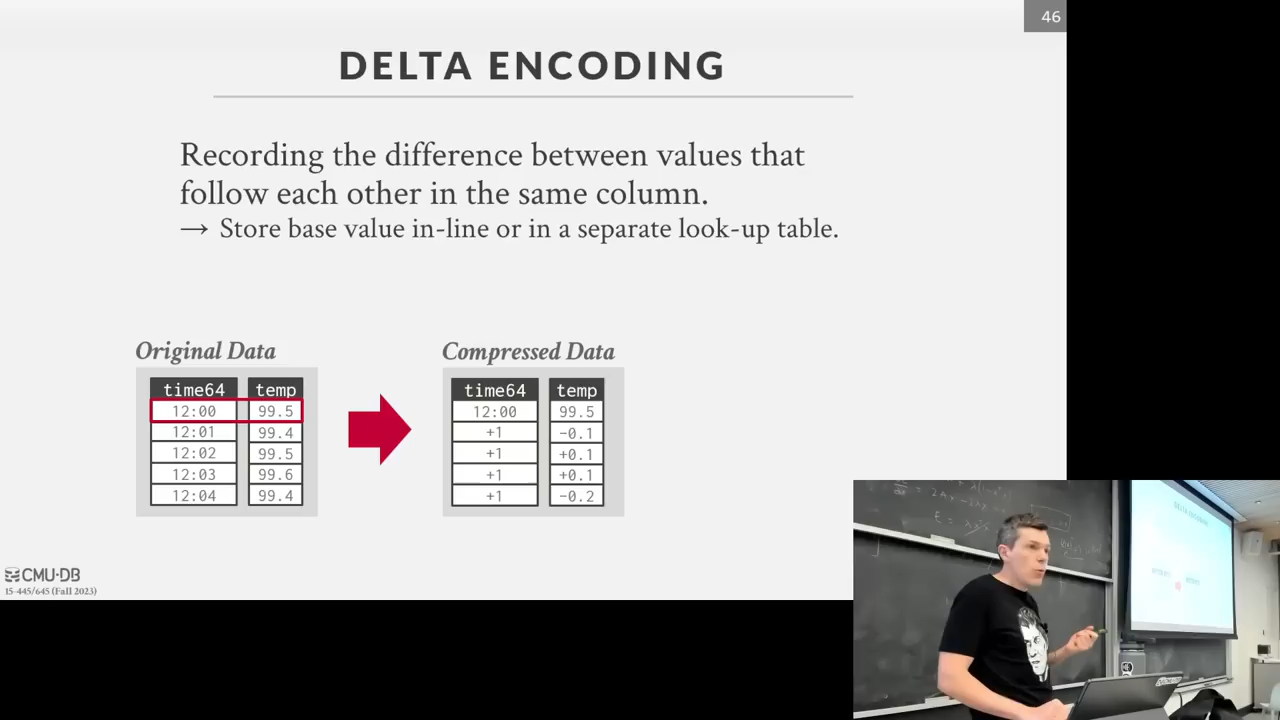 46
DELTA ENCODING
Recording the difference between values that
follow each other in the same column.
→ Store base value in-line or in a separate look-up table.
Original Data
time64 temp
12:00 99.5
12:01 99.4
12:02 99.5
12:03 99.6
12:04 99.4
Compressed Data
time64 temp
12:00 99.5
+1 -0.1
+1 +0.1
+1 +0.1
+1 -0.2
CMU·DB
15-445/645 (Fall 2023)
DELTA ENCODING